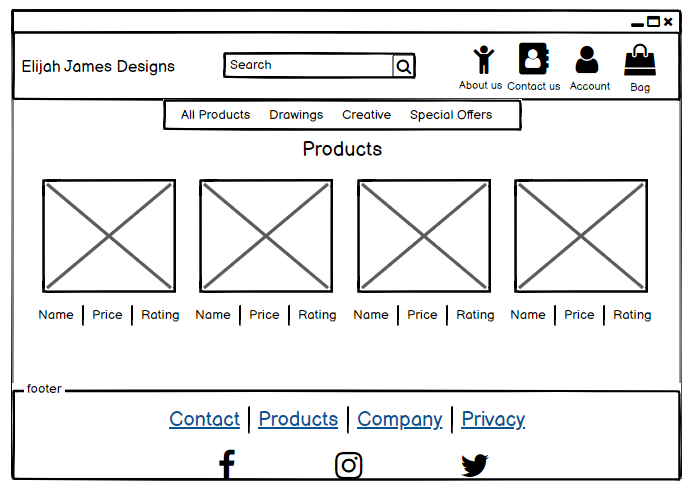 Elijah James Designs
Search
About us Contact us Account Bag
All Products Drawings Creative Special Offers
Products
Name Price Rating Name Price Rating Name Price Rating Name Price Rating
footer
Contact Products Company Privacy